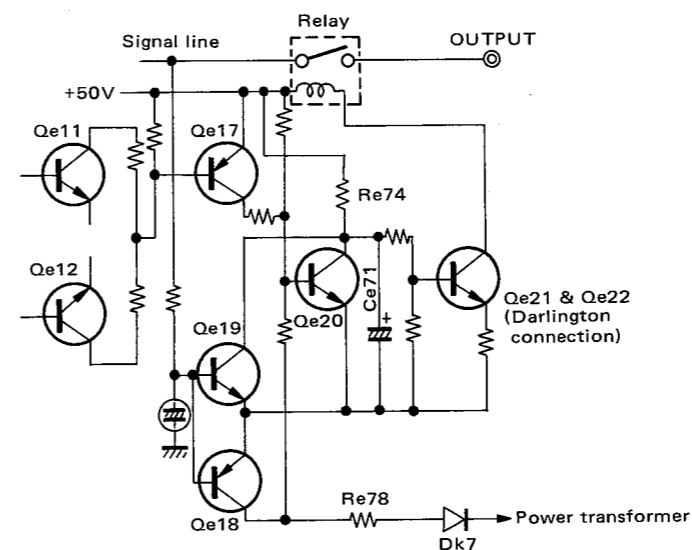 Relay
Signal line
OUTPUT
+50V
Qe11
Qe17
Re74
Qe12
Ce71
+
Qe20
Qe21 & Qe22
(Darlington
connection)
Qe19
Qe18
Re78
Dk7
Power transformer